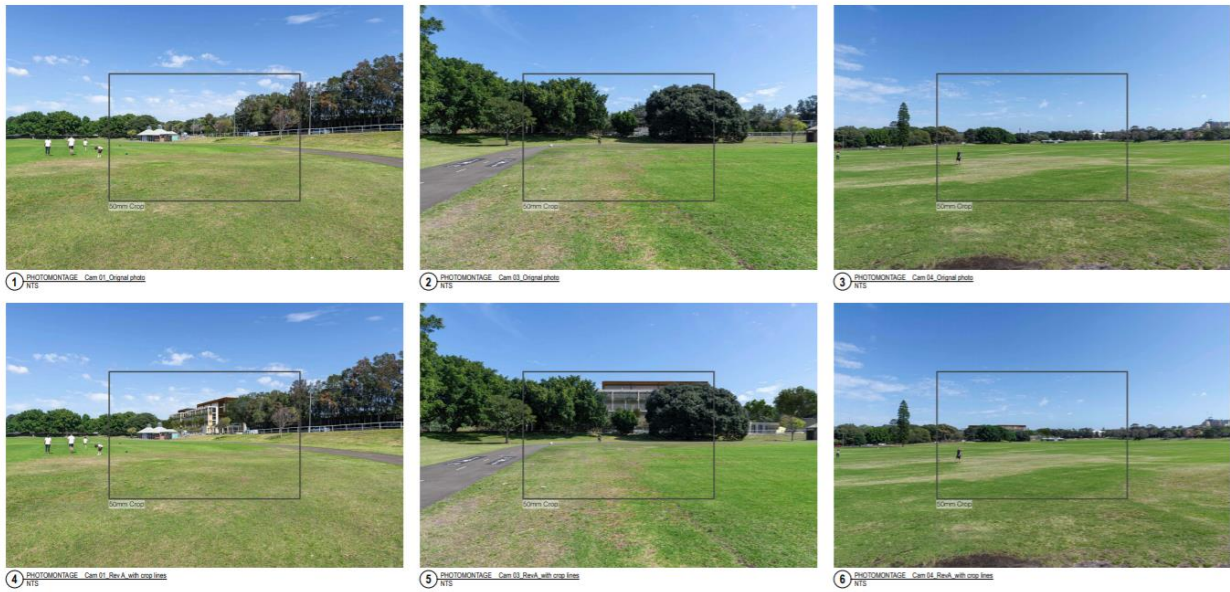 50mm Crop
50mm Crop
50mm Crop
1 PHOTOMONTAGE Cam 01_Orignal photo
NTS
2 PHOTOMONTAGE Cam 03_Orignal photo
NTS
3 PHOTOMONTAGE Cam 04_Orignal photo
NTS
50mm Crop
50mm Crop
50mm Crop
4 PHOTOMONTAGE Cam 01_Rev A_with crop lines
NTS
5 PHOTOMONTAGE Cam 03_RevA_with crop lines
NTS
6 PHOTOMONTAGE Cam 04_RevA_with crop lines
NTS